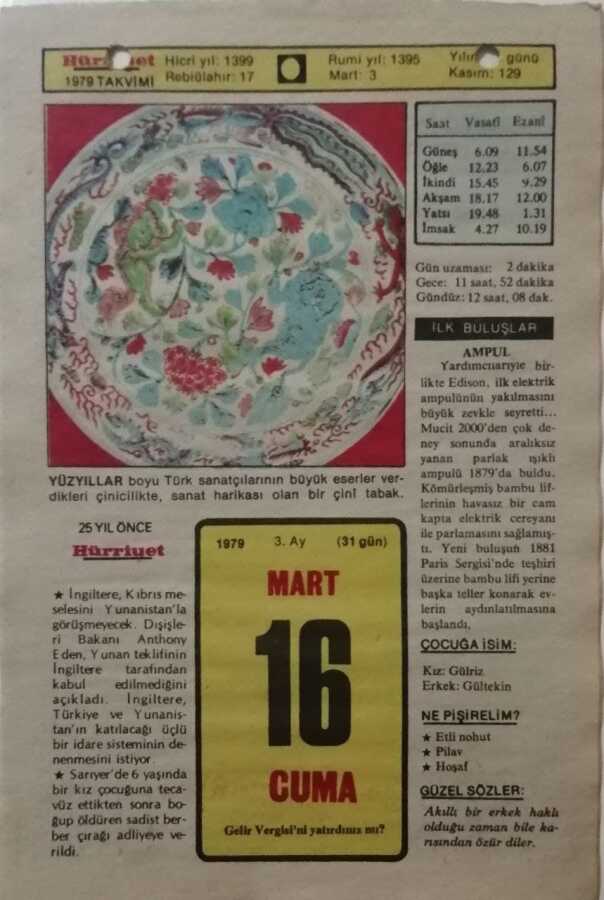 Hürriyet
1979 TAKVİMİ
Hicri yıl: 1399
Rebiülahir: 17
Rumi yıl: 1395
Mart: 3
günü
Kasım: 129
Saat Vasatî Ezanî
Güneş 6.09 11.54
Öğle 12.23 6.07
İkindi 15.45 9.29
Akşam 18.17 12.00
Yatsı 19.48 1.31
İmsak 4.27 10.19
Gün uzaması: 2 dakika
Gece: 11 saat, 52 dakika
Gündüz: 12 saat, 08 dak.
YÜZYILLAR boyu Türk sanatçılarının büyük eserler ver-
dikleri çinicilikte, sanat harikası olan bir çini tabak.
25 YIL ÖNCE
Hürriyet
★ İngiltere, Kıbrıs me-
selesini Yunanistan'la
görüşmeyecek. Dışişle-
ri Bakanı Anthony
Eden, Yunan teklifinin
İngiltere tarafından
kabul edilmediğini
açıkladı. İngiltere,
Türkiye ve Yunanis-
tan'ın katılacağı üçlü
bir idare sisteminin de-
nenmesini istiyor.
★ Sarıyer'de 6 yaşında
bir kız çocuğuna teca-
vüz ettikten sonra bo-
ğup öldüren sadist ber-
ber çırağı adliyeye ve-
rildi.
1979 3. Ay (31 gün)
MART
16
CUMA
Gelir Vergisi'ni yatırdınız mı?
İLK BULUŞLAR
AMPUL
Yardımcılarıyle bir-
likte Edison, ilk elektrik
ampulünün yakılmasını
büyük zevkle seyretti...
Mucit 2000'den çok de-
ney sonunda aralıksız
yanan parlak ışıklı
ampulü 1879'da buldu.
Kömürleşmiş bambu lif-
lerinin havasız bir cam
kapta elektrik cereyanı
ile parlamasını sağlamış-
tı. Yeni buluşun 1881
Paris Sergisi'nde teşhiri
üzerine bambu lifi yerine
başka teller konarak ev-
lerin aydınlatılmasına
başlandı.
ÇOCUĞA İSİM:
Kız: Gülriz
Erkek: Gültekin
NE PİŞİRELİM?
★ Etli nohut
★ Pilav
★ Hoşaf
GÜZEL SÖZLER:
Akıllı bir erkek haklı
olduğu zaman bile ka-
rısından özür diler.